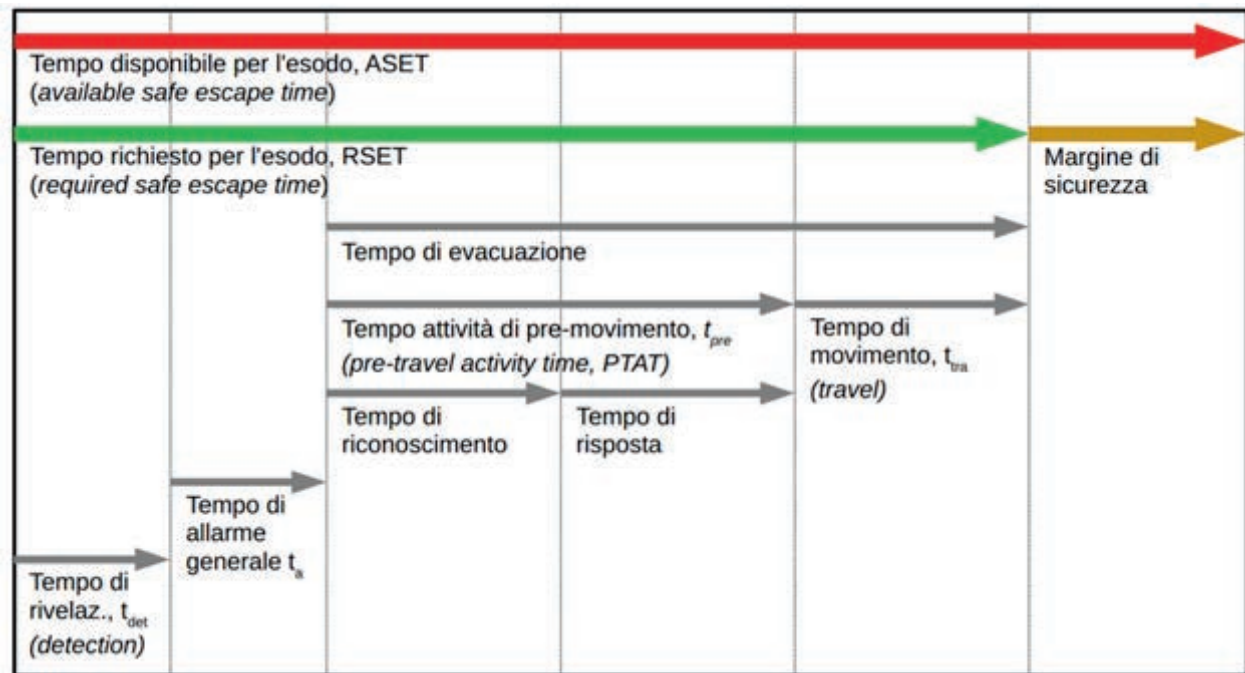 Tempo disponibile per l'esodo, ASET
(available safe escape time)
Tempo richiesto per l'esodo, RSET
(required safe escape time)
Margine di
sicurezza
Tempo di evacuazione
Tempo attività di pre-movimento, tpre
(pre-travel activity time, PTAT)
Tempo di
movimento, ttra
(travel)
Tempo di
riconoscimento
Tempo di
risposta
Tempo di
allarme
generale ta
Tempo di
rivelaz., tdet
(detection)